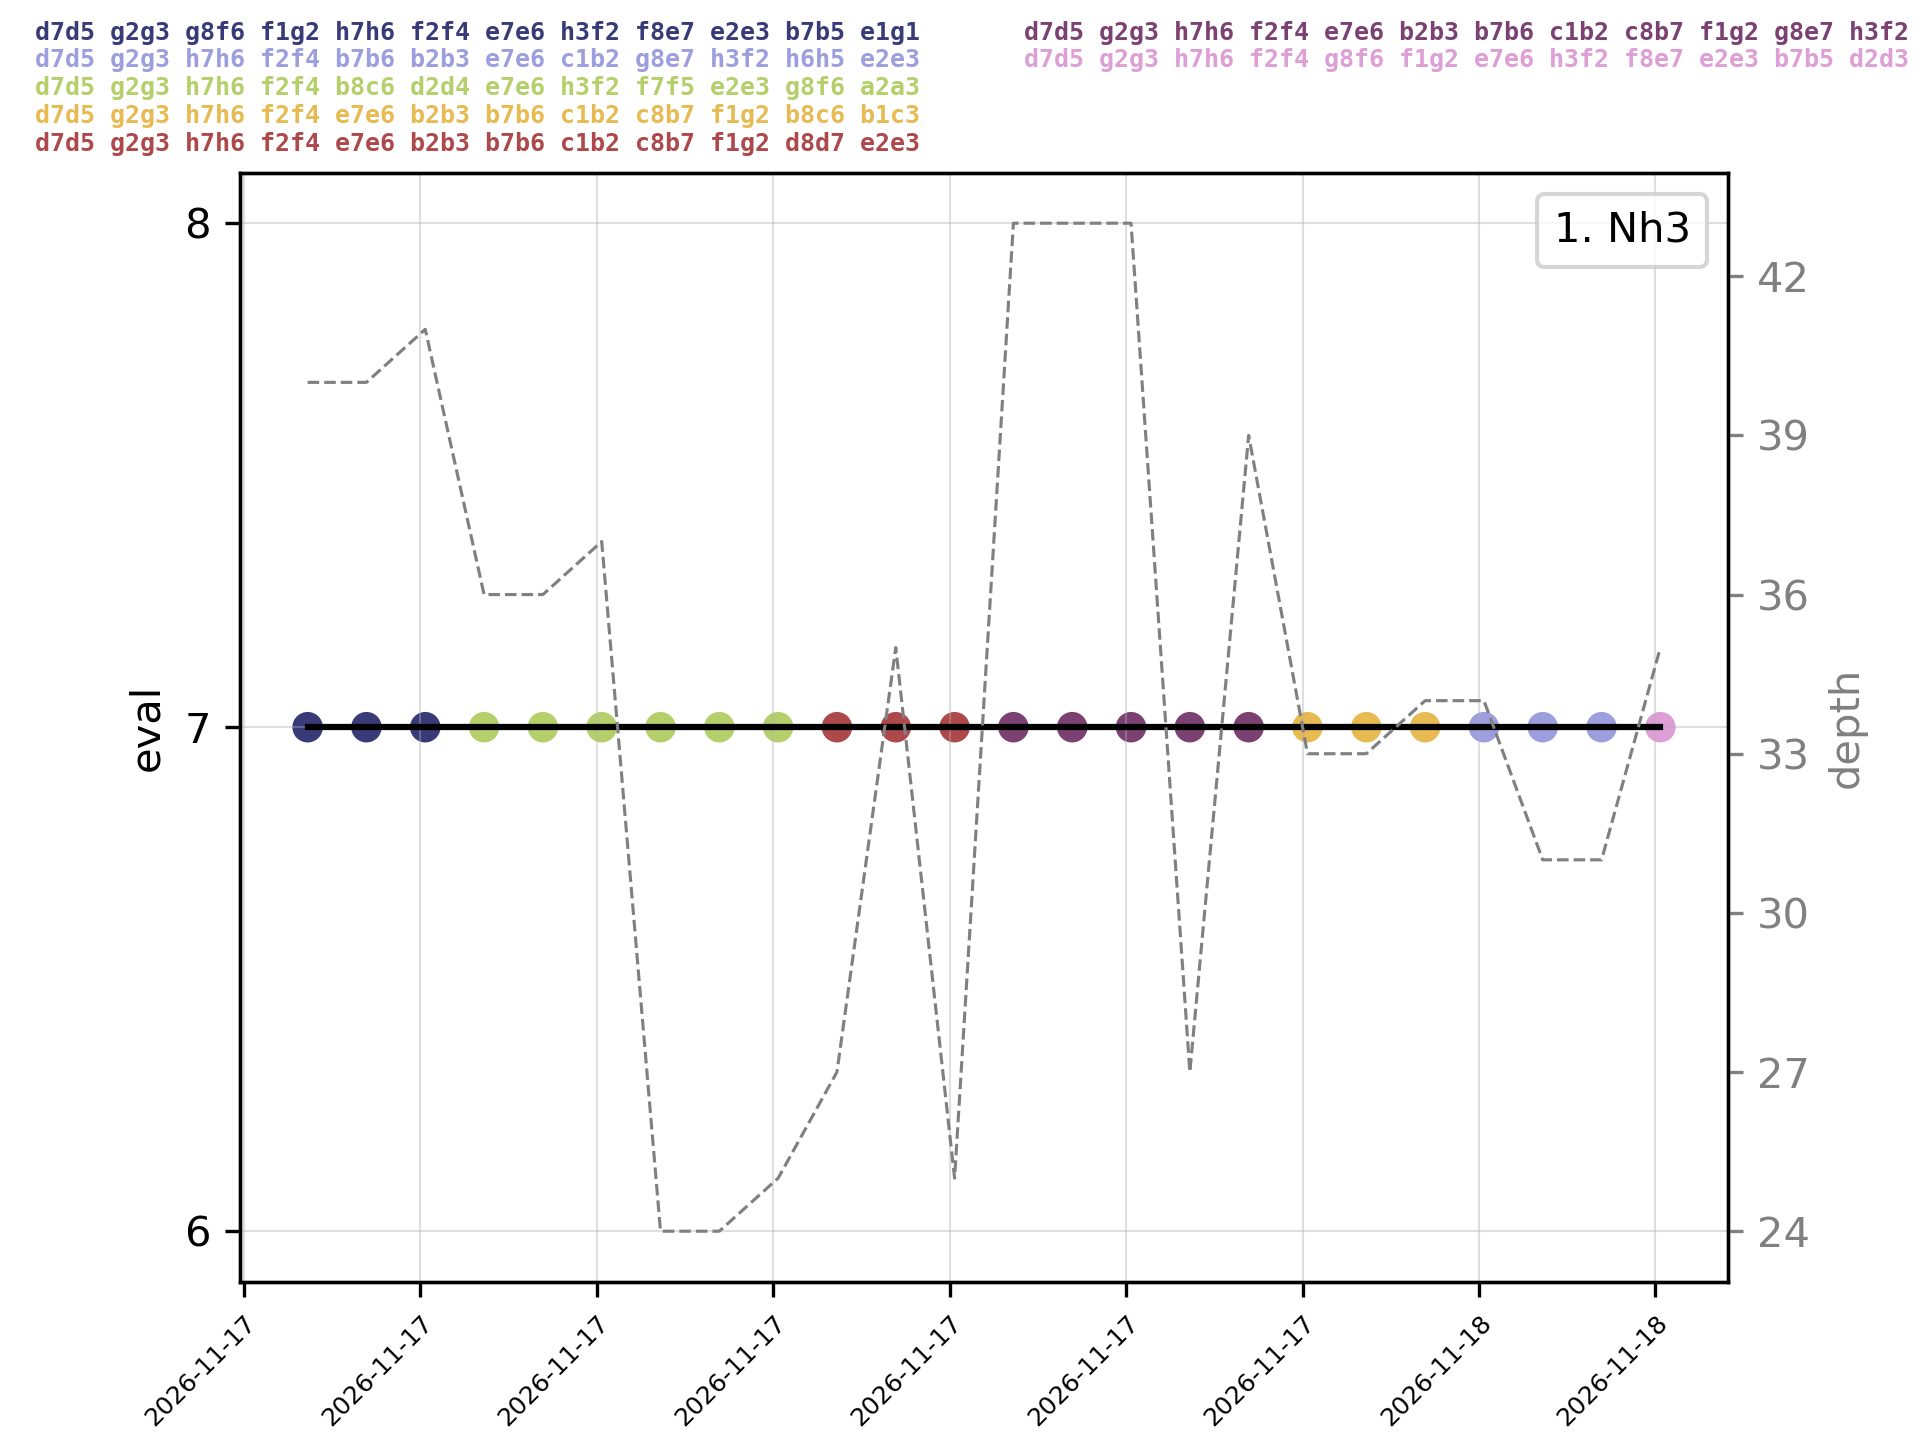 d7d5 g2g3 g8f6 f1g2 h7h6 f2f4 e7e6 h3f2 f8e7 e2e3 b7b5 e1g1
d7d5 g2g3 h7h6 f2f4 b7b6 b2b3 e7e6 c1b2 g8e7 h3f2 h6h5 e2e3
d7d5 g2g3 h7h6 f2f4 b8c6 d2d4 e7e6 h3f2 f7f5 e2e3 g8f6 a2a3
d7d5 g2g3 h7h6 f2f4 e7e6 b2b3 b7b6 c1b2 c8b7 f1g2 b8c6 b1c3
d7d5 g2g3 h7h6 f2f4 e7e6 b2b3 b7b6 c1b2 c8b7 f1g2 d8d7 e2e3
d7d5 g2g3 h7h6 f2f4 e7e6 b2b3 b7b6 c1b2 c8b7 f1g2 g8e7 h3f2
d7d5 g2g3 h7h6 f2f4 g8f6 f1g2 e7e6 h3f2 f8e7 e2e3 b7b5 d2d3
1. Nh3
8
7
6
eval
42
39
36
33
30
27
24
depth
2026-11-17
2026-11-17
2026-11-17
2026-11-17
2026-11-17
2026-11-17
2026-11-17
2026-11-18
2026-11-18